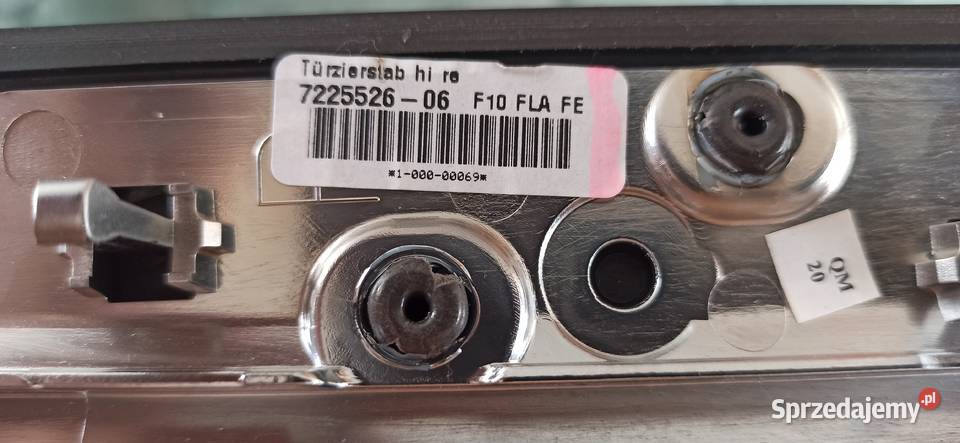 Türzierstab hi re
7225526-06 F10 FLA FE
*1-000-00069*
QM
20
Sprzedajemy.pl